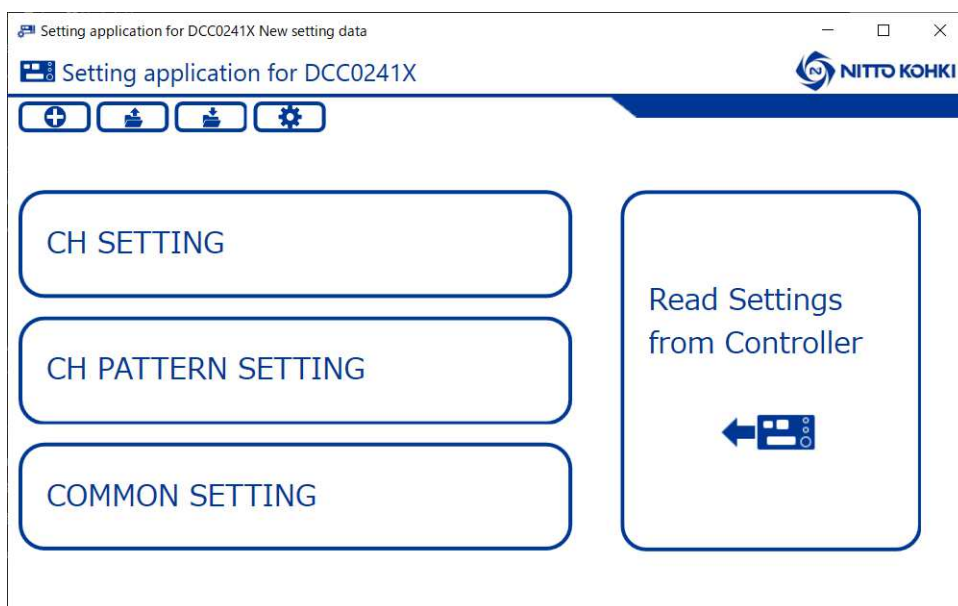 Setting application for DCC0241X New setting data
Setting application for DCC0241X
NITTO KOHKI
CH SETTING
CH PATTERN SETTING
COMMON SETTING
Read Settings
from Controller